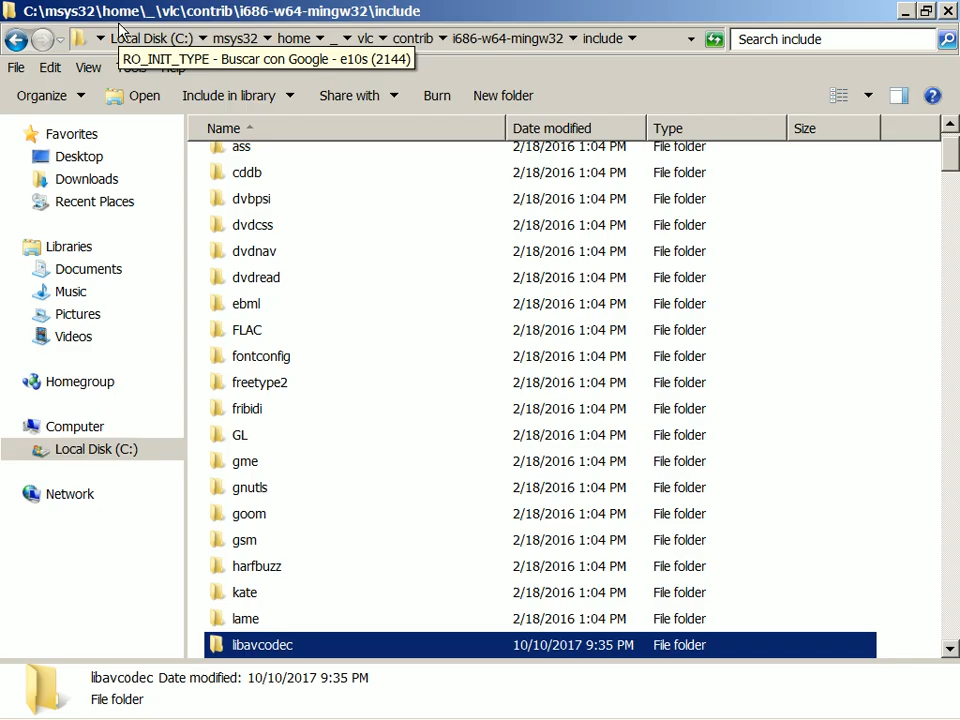 C:\msys32\home\_\vlc\contrib\i686-w64-mingw32\include
Local Disk (C:) msys32 home _ vlc contrib i686-w64-mingw32 include
Search include
RO_INIT_TYPE - Buscar con Google - e10s (2144)
File Edit View Tools Help
Organize Open Include in library Share with Burn New folder
Name Date modified Type Size
Favorites
Desktop
Downloads
Recent Places
Libraries
Documents
Music
Pictures
Videos
Homegroup
Computer
Local Disk (C:)
Network
ass 2/18/2016 1:04 PM File folder
cddb 2/18/2016 1:04 PM File folder
dvbpsi 2/18/2016 1:04 PM File folder
dvdcss 2/18/2016 1:04 PM File folder
dvdnav 2/18/2016 1:04 PM File folder
dvdread 2/18/2016 1:04 PM File folder
ebml 2/18/2016 1:04 PM File folder
FLAC 2/18/2016 1:04 PM File folder
fontconfig 2/18/2016 1:04 PM File folder
freetype2 2/18/2016 1:04 PM File folder
fribidi 2/18/2016 1:04 PM File folder
GL 2/18/2016 1:04 PM File folder
gme 2/18/2016 1:04 PM File folder
gnutls 2/18/2016 1:04 PM File folder
goom 2/18/2016 1:04 PM File folder
gsm 2/18/2016 1:04 PM File folder
harfbuzz 2/18/2016 1:04 PM File folder
kate 2/18/2016 1:04 PM File folder
lame 2/18/2016 1:04 PM File folder
libavcodec 10/10/2017 9:35 PM File folder
libavcodec Date modified: 10/10/2017 9:35 PM
File folder